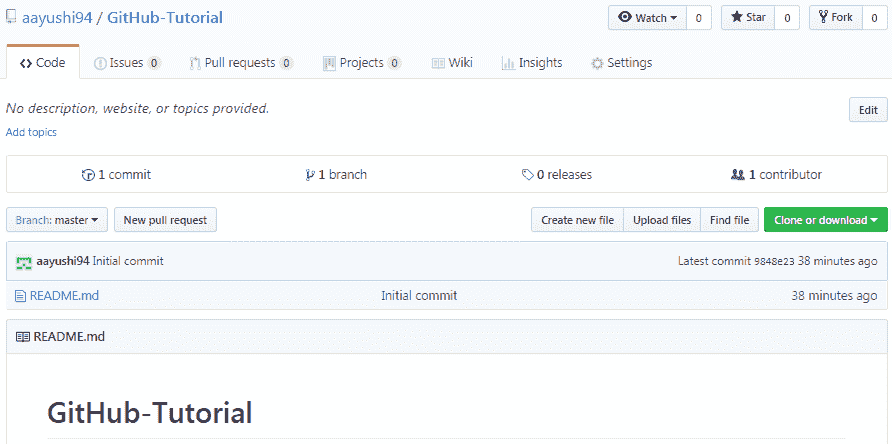 aayushi94 / GitHub-Tutorial Watch 0 Star 0 Fork 0
Code Issues 0 Pull requests 0 Projects 0 Wiki Insights Settings
No description, website, or topics provided. Edit
Add topics
1 commit 1 branch 0 releases 1 contributor
Branch: master New pull request Create new file Upload files Find file Clone or download
aayushi94 Initial commit Latest commit 9848e23 38 minutes ago
README.md Initial commit 38 minutes ago
README.md
GitHub-Tutorial